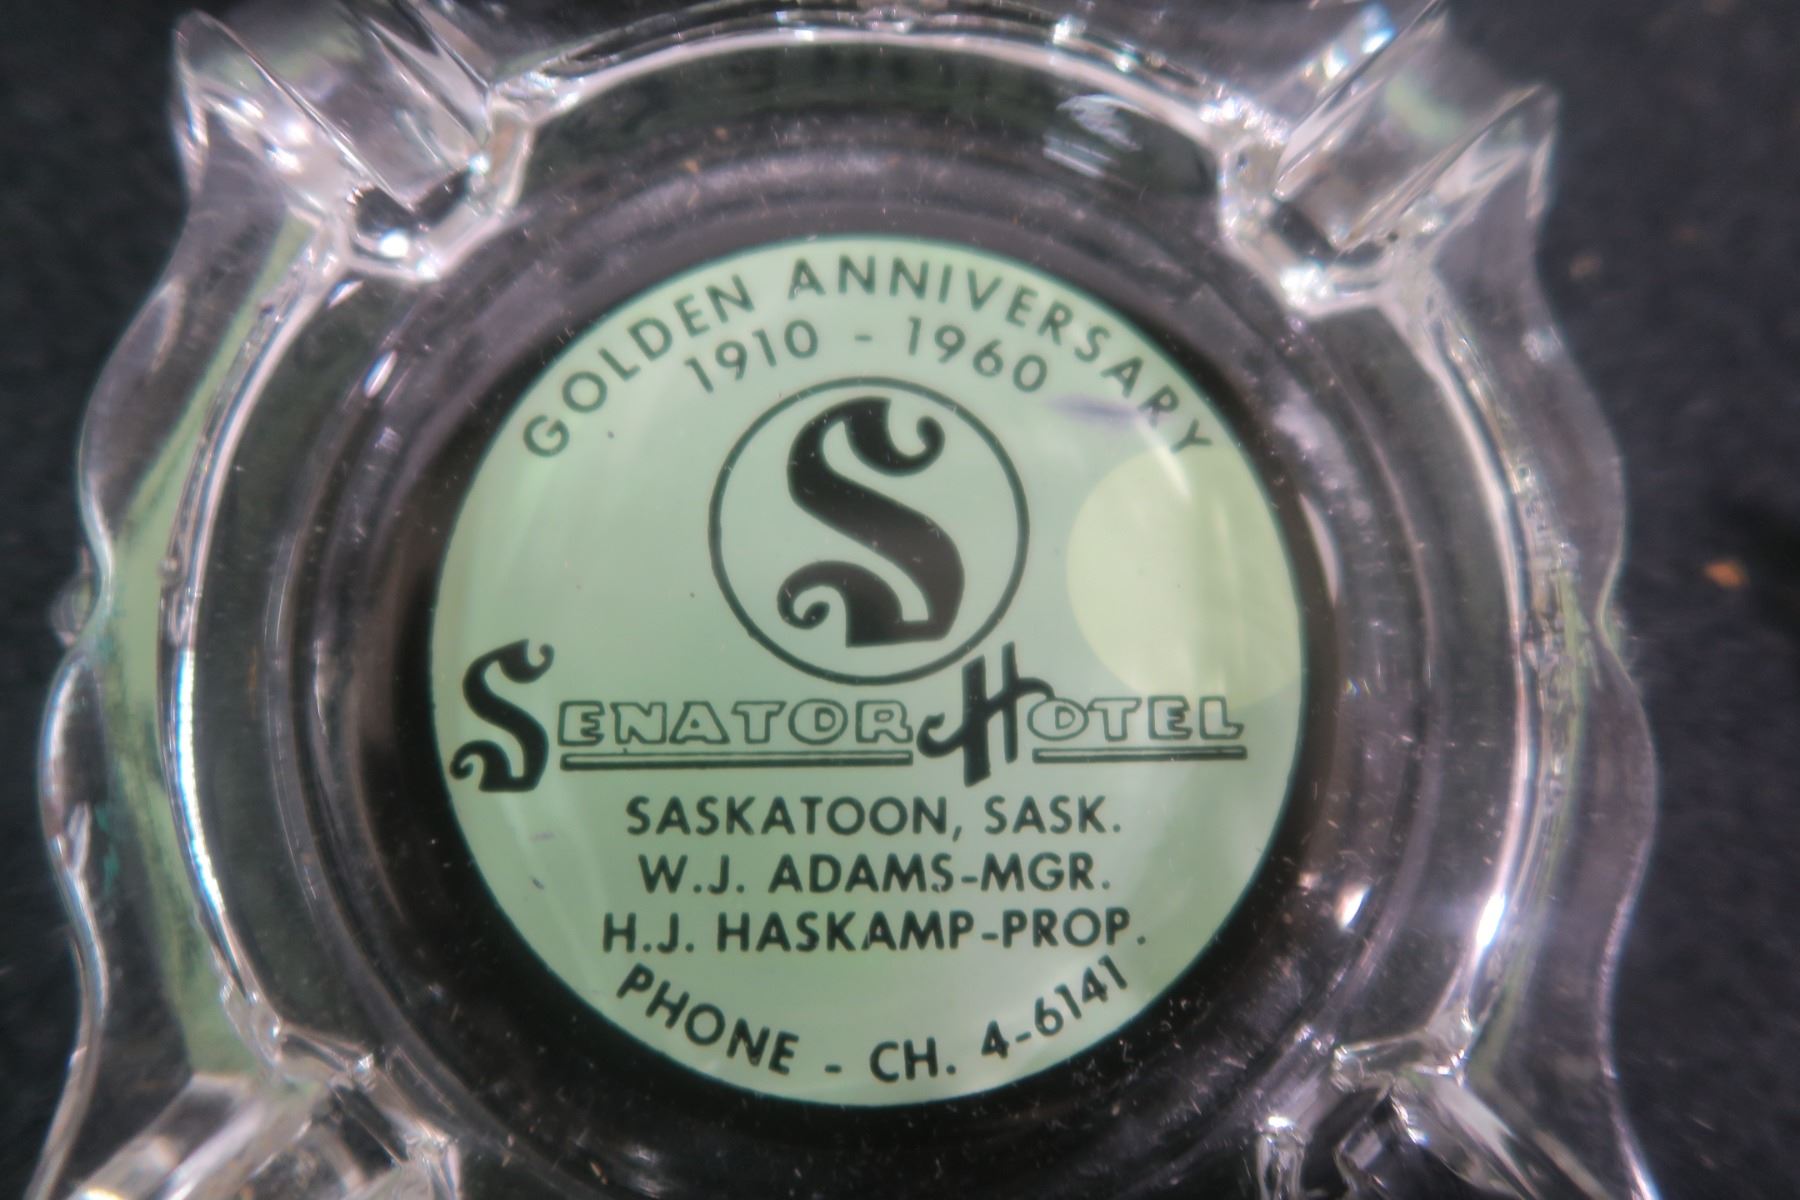 GOLDEN ANNIVERSARY
1910 - 1960
S
SENATOR HOTEL
SASKATOON, SASK.
W.J. ADAMS-MGR.
H.J. HASKAMP-PROP.
PHONE - CH. 4-6141